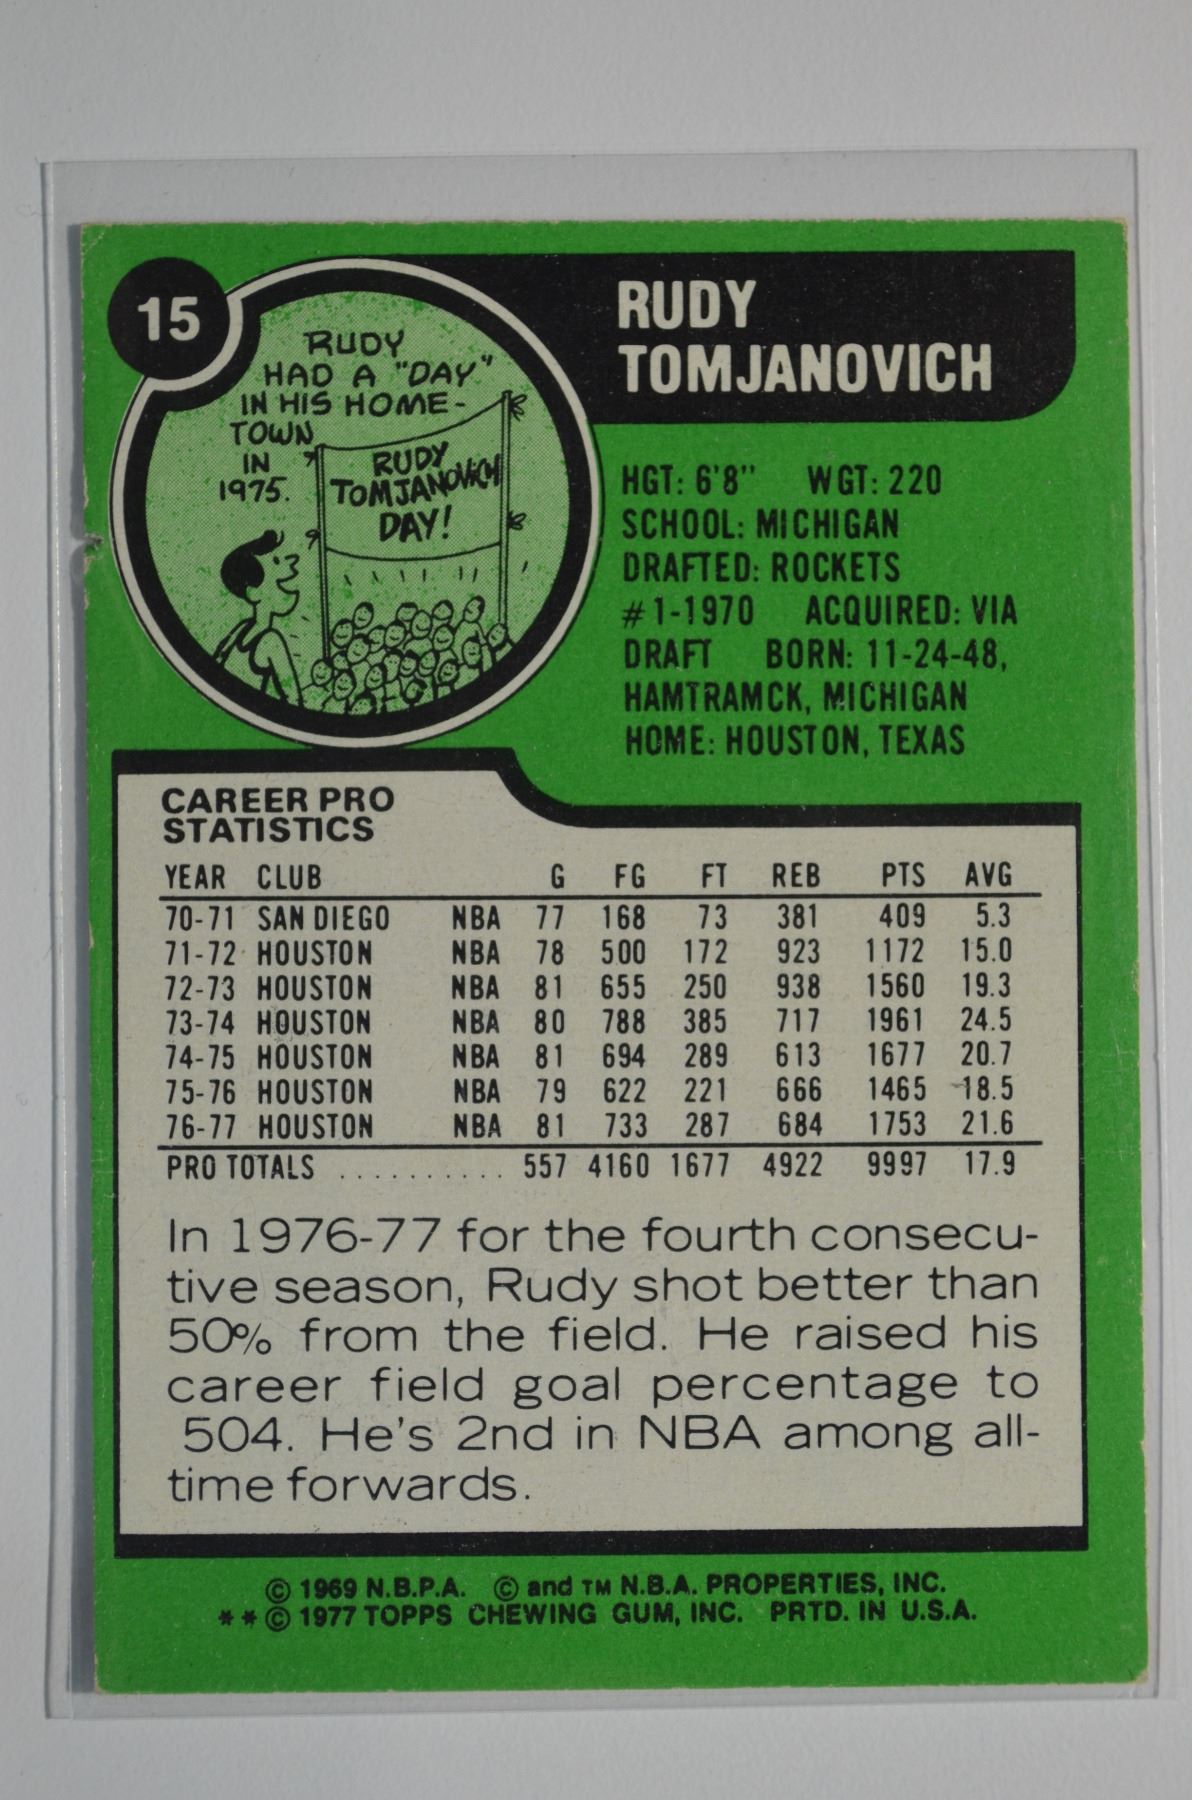 15
RUDY
HAD A "DAY"
IN HIS HOME-
TOWN
IN
1975.
RUDY
TOMJANOVICH
DAY!
RUDY
TOMJANOVICH
HGT: 6'8" WGT: 220
SCHOOL: MICHIGAN
DRAFTED: ROCKETS
#1-1970 ACQUIRED: VIA
DRAFT BORN: 11-24-48,
HAMTRAMCK, MICHIGAN
HOME: HOUSTON, TEXAS
CAREER PRO
STATISTICS
YEAR CLUB G FG FT REB PTS AVG
70-71 SAN DIEGO NBA 77 168 73 381 409 5.3
71-72 HOUSTON NBA 78 500 172 923 1172 15.0
72-73 HOUSTON NBA 81 655 250 938 1560 19.3
73-74 HOUSTON NBA 80 788 385 717 1961 24.5
74-75 HOUSTON NBA 81 694 289 613 1677 20.7
75-76 HOUSTON NBA 79 622 221 666 1465 18.5
76-77 HOUSTON NBA 81 733 287 684 1753 21.6
PRO TOTALS .......... 557 4160 1677 4922 9997 17.9
In 1976-77 for the fourth consecu-
tive season, Rudy shot better than
50% from the field. He raised his
career field goal percentage to
504. He's 2nd in NBA among all-
time forwards.
© 1969 N.B.P.A. © and TM N.B.A. PROPERTIES, INC.
**© 1977 TOPPS CHEWING GUM, INC. PRTD. IN U.S.A.